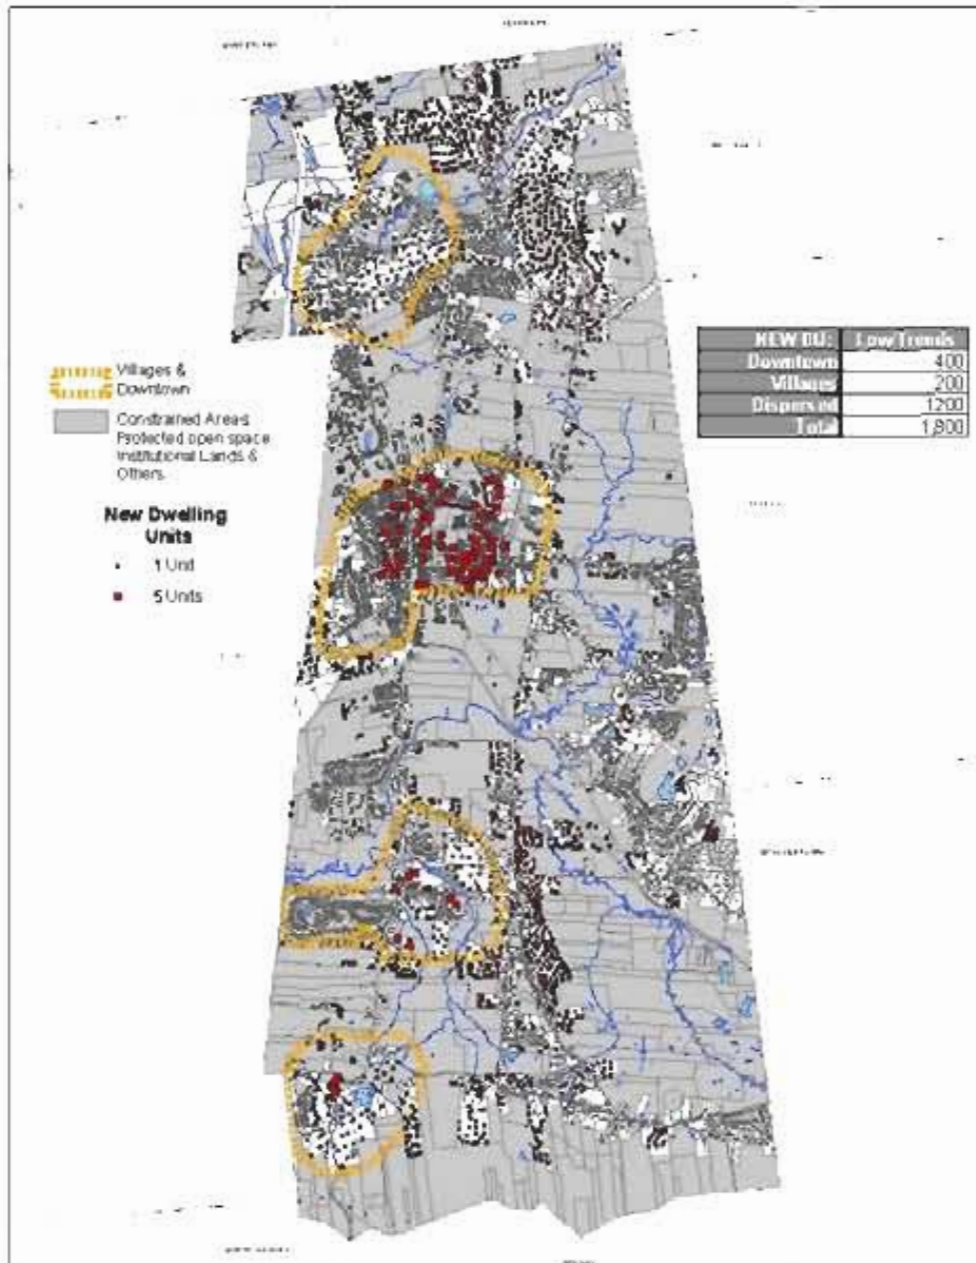 NEW DU: Low Trends
Downtown 400
Villages 200
Dispersed 1200
Total 1,800
Villages &
Downtown
Constrained Areas
Protected open space
Institutional Lands &
Others
New Dwelling
Units
1 Unit
5 Units